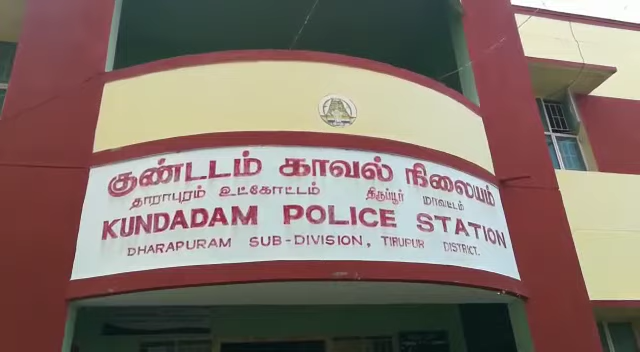 குண்டடம் காவல் நிலையம்
தாராபுரம் உட்கோட்டம் திருப்பூர் மாவட்டம்
KUNDADAM POLICE STATION
DHARAPURAM SUB-DIVISION, TIRUPUR DISTRICT.